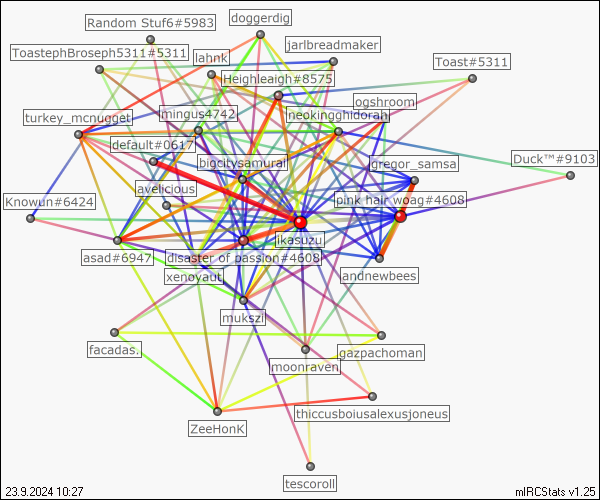 doggerdig
Random Stuf6#5983
jarlbreadmaker
ToastephBroseph5311#5311
lahnK
Toast#5311
Heighleaigh#8575
ogshroom
mingus4742
neokingghidorah
turkey_mcnugget
default#0617
bigcitysamurai
gregor_samsa
Duck™#9103
avelicious
pink hair woag#4608
Knowun#6424
ikasuzu
asad#6947
disaster of passion#4608
xenovaut
iandnewbees
mukszi
facadas.
gazpachoman
moonraven
thiccusboiusalexusjoneus
ZeeHonK
tescoroll
23.9.2024 10:27
mIRCStats v1.25